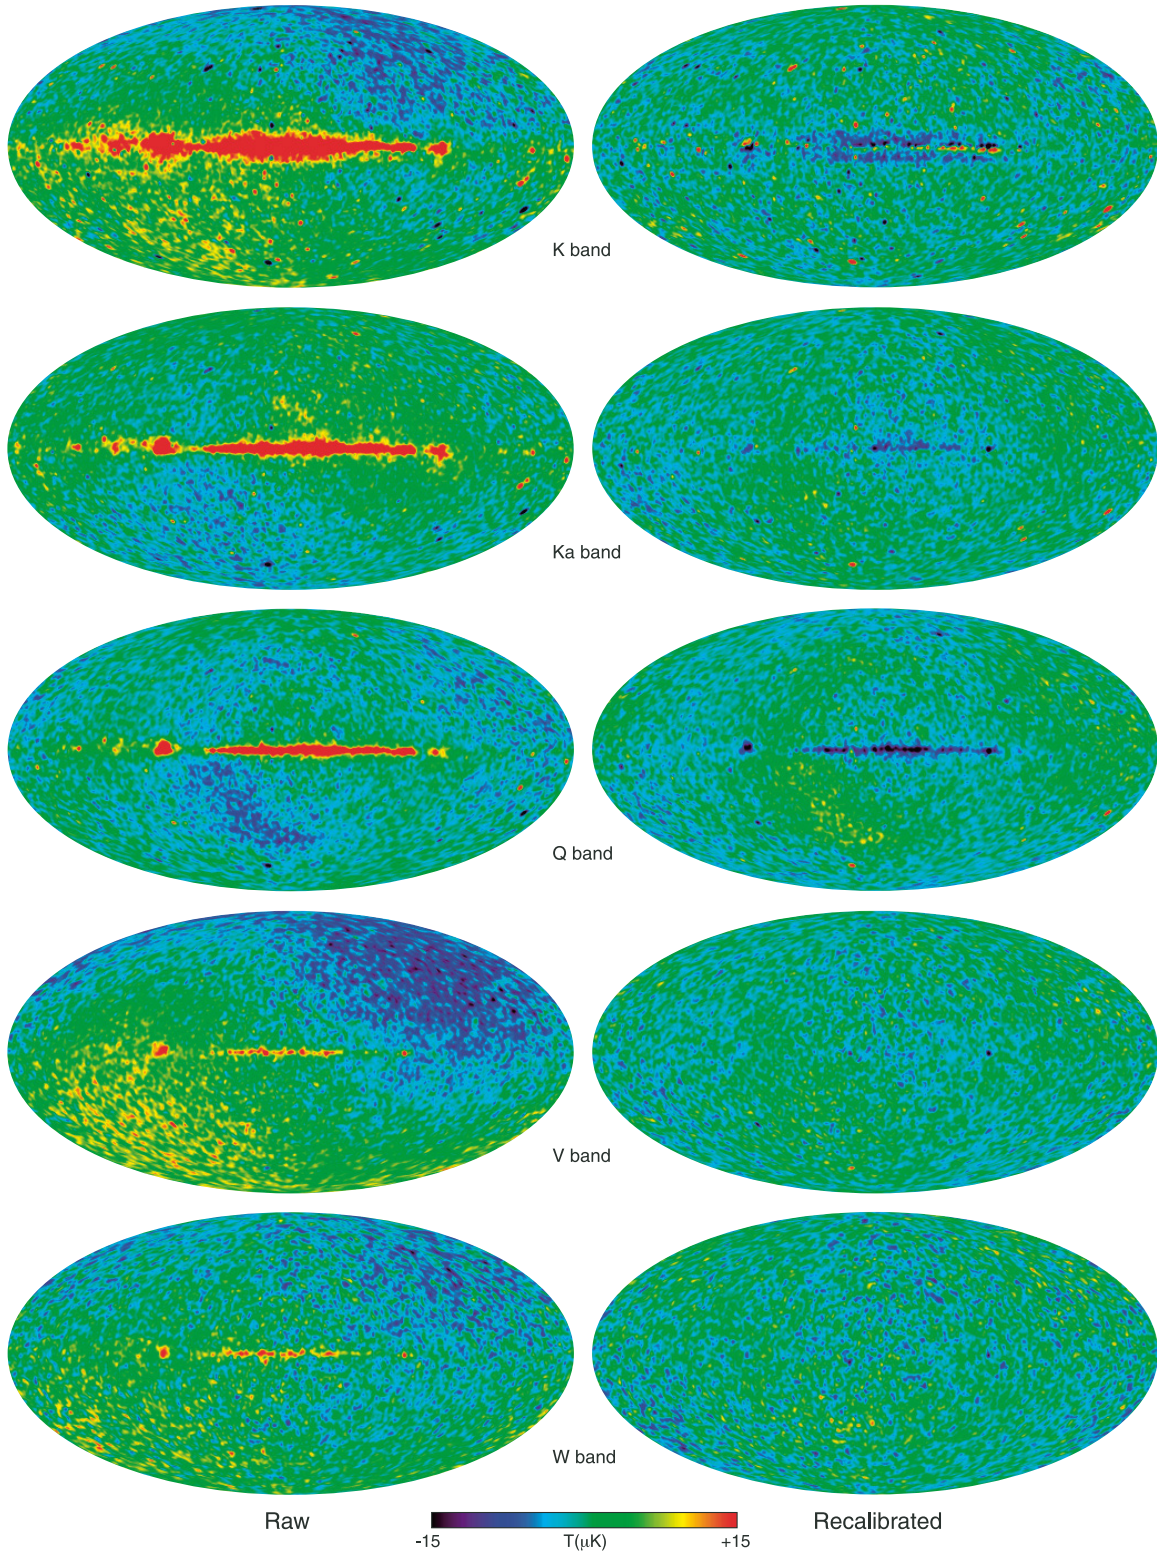 K band
Ka band
Q band
V band
W band
Raw
Recalibrated
-15
T(μK)
+15